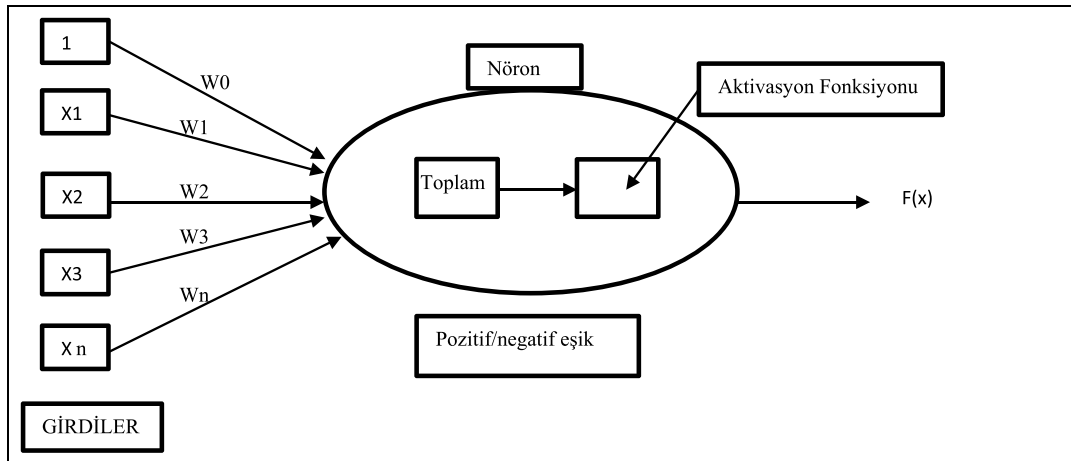 1
W0
Nöron
Aktivasyon Fonksiyonu
X1
W1
Toplam
X2
W2
F(x)
W3
X3
Wn
X n
Pozitif/negatif eşik
GİRDİLER